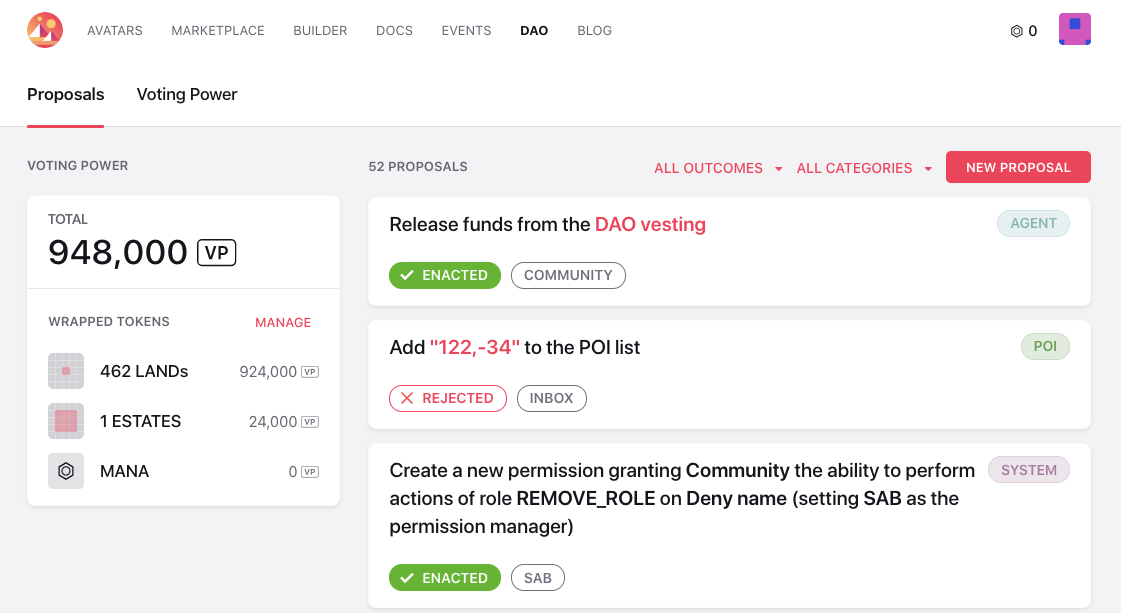 AVATARS MARKETPLACE BUILDER DOCS EVENTS DAO BLOG 0
Proposals Voting Power
VOTING POWER
TOTAL
948,000 VP
WRAPPED TOKENS MANAGE
462 LANDs 924,000 VP
1 ESTATES 24,000 VP
MANA 0 VP
52 PROPOSALS ALL OUTCOMES ALL CATEGORIES NEW PROPOSAL
Release funds from the DAO vesting AGENT
ENACTED COMMUNITY
Add "122,-34" to the POI list POI
REJECTED INBOX
Create a new permission granting Community the ability to perform SYSTEM
actions of role REMOVE_ROLE on Deny name (setting SAB as the
permission manager)
ENACTED SAB